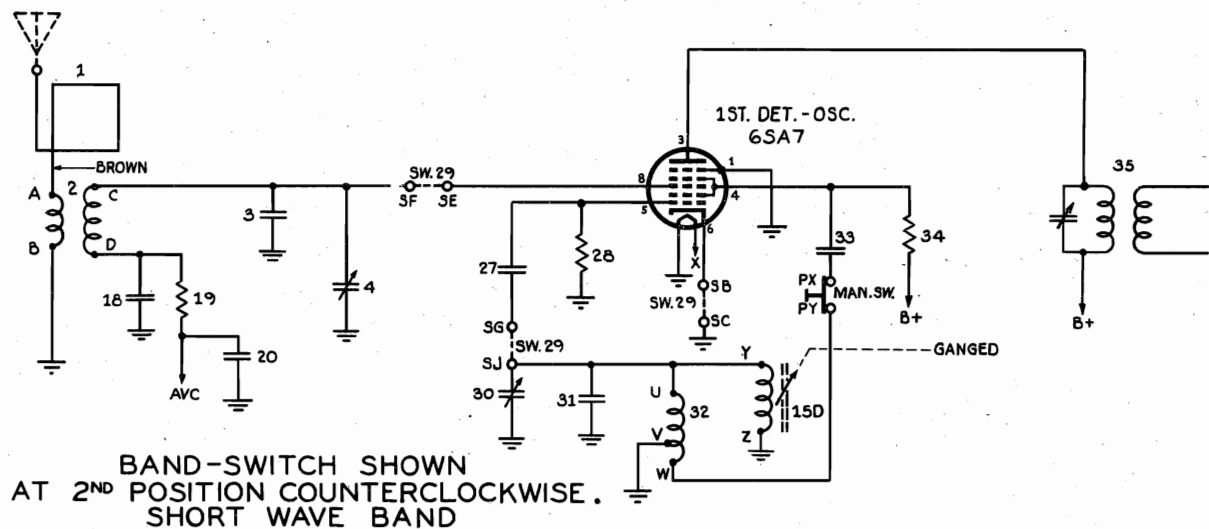 1
BROWN
A
2
C
B
D
3
4
18
19
20
AVC
SW. 29
SF
SE
1ST. DET.-OSC.
6SA7
3
1
8
4
5
6
X
27
28
SB
SW.29
SC
SG
SW.29
SJ
30
31
U
32
V
W
Y
15D
Z
GANGED
33
34
PX
MAN.SW.
PY
B+
35
B+
BAND-SWITCH SHOWN
AT 2ND POSITION COUNTERCLOCKWISE.
SHORT WAVE BAND